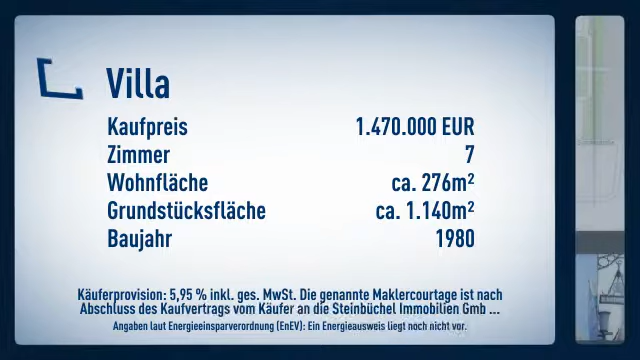 Villa
Kaufpreis 1.470.000 EUR
Zimmer 7
Wohnfläche ca. 276m²
Grundstücksfläche ca. 1.140m²
Baujahr 1980
Käuferprovision: 5,95 % inkl. ges. MwSt. Die genannte Maklercourtage ist nach
Abschluss des Kaufvertrags vom Käufer an die Steinbüchel Immobilien Gmb ...
Angaben laut Energieeinsparverordnung (EnEV): Ein Energieausweis liegt noch nicht vor.